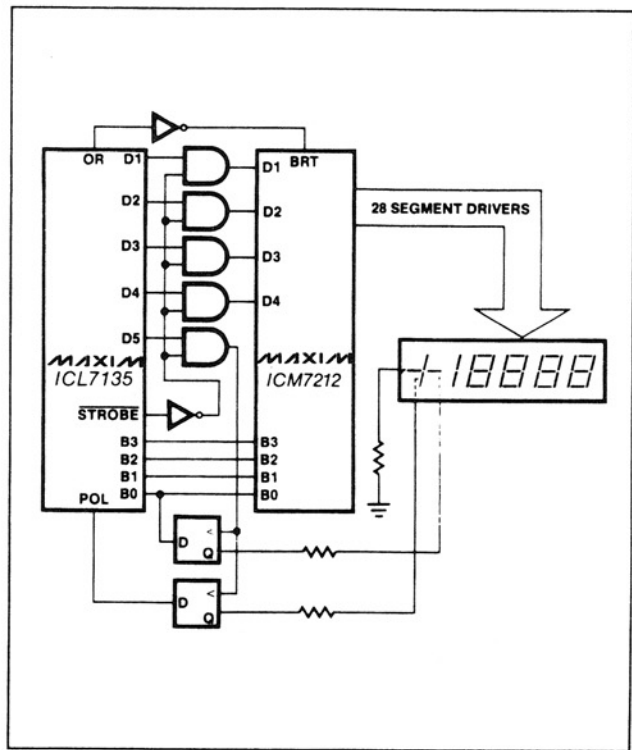 OR
BRT
D1
D1
D2
D2
28 SEGMENT DRIVERS
D3
D3
D4
D4
D5
MAXIM
ICL7135
MAXIM
ICM7212
+18888
STROBE
B3
B3
B2
B2
B1
B1
POL
B0
B0
D
<
Q
D
<
Q